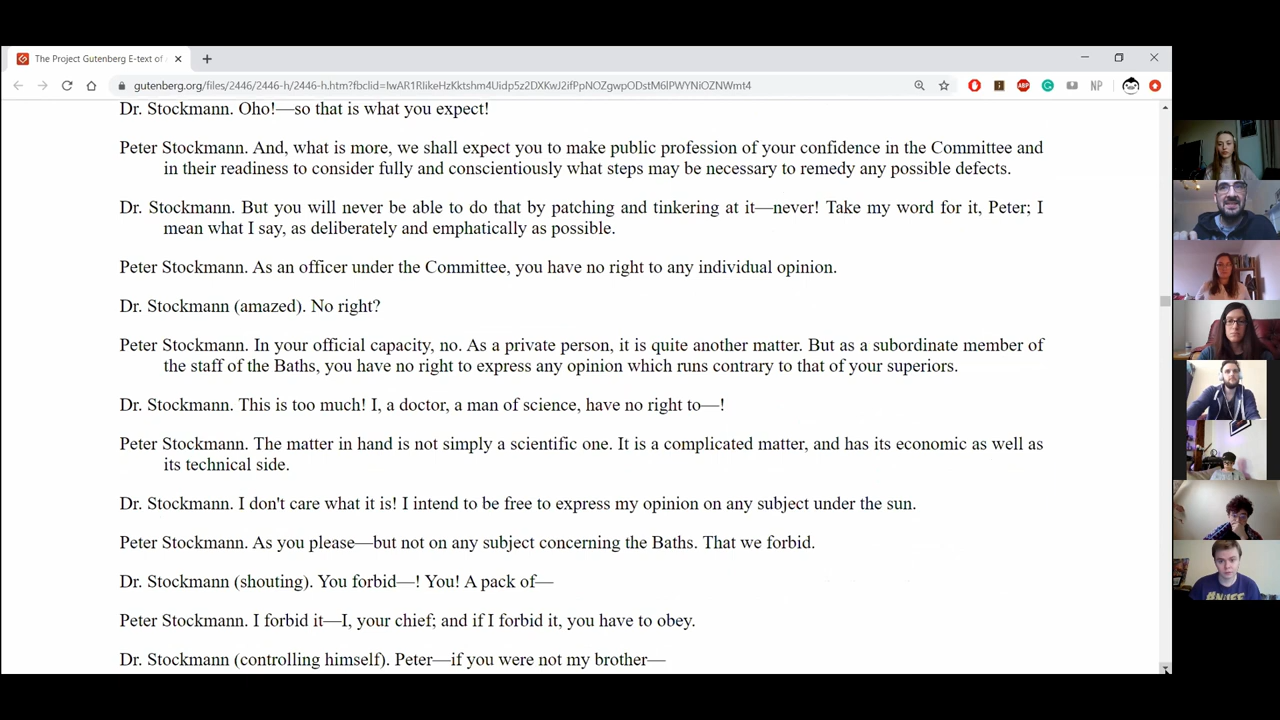 The Project Gutenberg E-text of
gutenberg.org/files/2446/2446-h/2446-h.htm?fbclid=IwAR1RIikeHzKktshm4Uidp5z2DXKwJ2ifPpNOZgwpODstM6lPWYNiOZNWmt4
ABP
NP
Dr. Stockmann. Oho!—so that is what you expect!
Peter Stockmann. And, what is more, we shall expect you to make public profession of your confidence in the Committee and
in their readiness to consider fully and conscientiously what steps may be necessary to remedy any possible defects.
Dr. Stockmann. But you will never be able to do that by patching and tinkering at it—never! Take my word for it, Peter; I
mean what I say, as deliberately and emphatically as possible.
Peter Stockmann. As an officer under the Committee, you have no right to any individual opinion.
Dr. Stockmann (amazed). No right?
Peter Stockmann. In your official capacity, no. As a private person, it is quite another matter. But as a subordinate member of
the staff of the Baths, you have no right to express any opinion which runs contrary to that of your superiors.
Dr. Stockmann. This is too much! I, a doctor, a man of science, have no right to—!
Peter Stockmann. The matter in hand is not simply a scientific one. It is a complicated matter, and has its economic as well as
its technical side.
Dr. Stockmann. I don't care what it is! I intend to be free to express my opinion on any subject under the sun.
Peter Stockmann. As you please—but not on any subject concerning the Baths. That we forbid.
Dr. Stockmann (shouting). You forbid—! You! A pack of—
Peter Stockmann. I forbid it—I, your chief; and if I forbid it, you have to obey.
Dr. Stockmann (controlling himself). Peter—if you were not my brother—